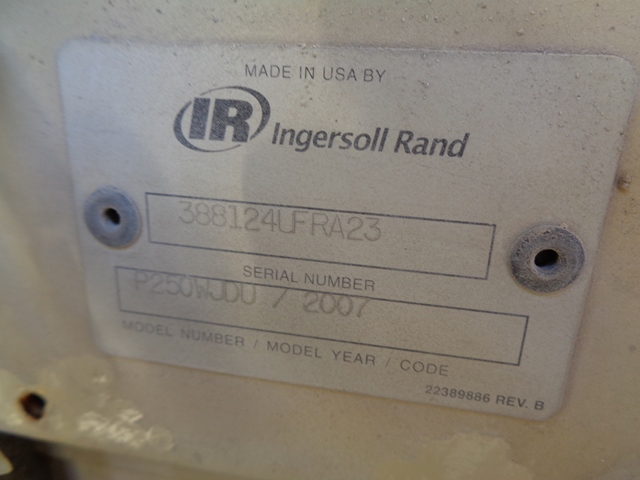 MADE IN USA BY
IR Ingersoll Rand
388124UFRA23
SERIAL NUMBER
P250WJDU / 2007
MODEL NUMBER / MODEL YEAR / CODE
22389886 REV. B